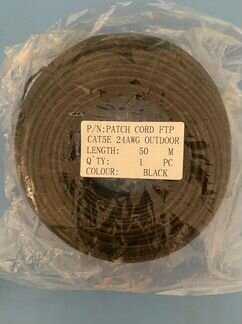 P/N:PATCH CORD FTP
CAT5E 24AWG OUTDOOR
LENGTH: 50 M
Q`TY: 1 PC
COLOUR: BLACK